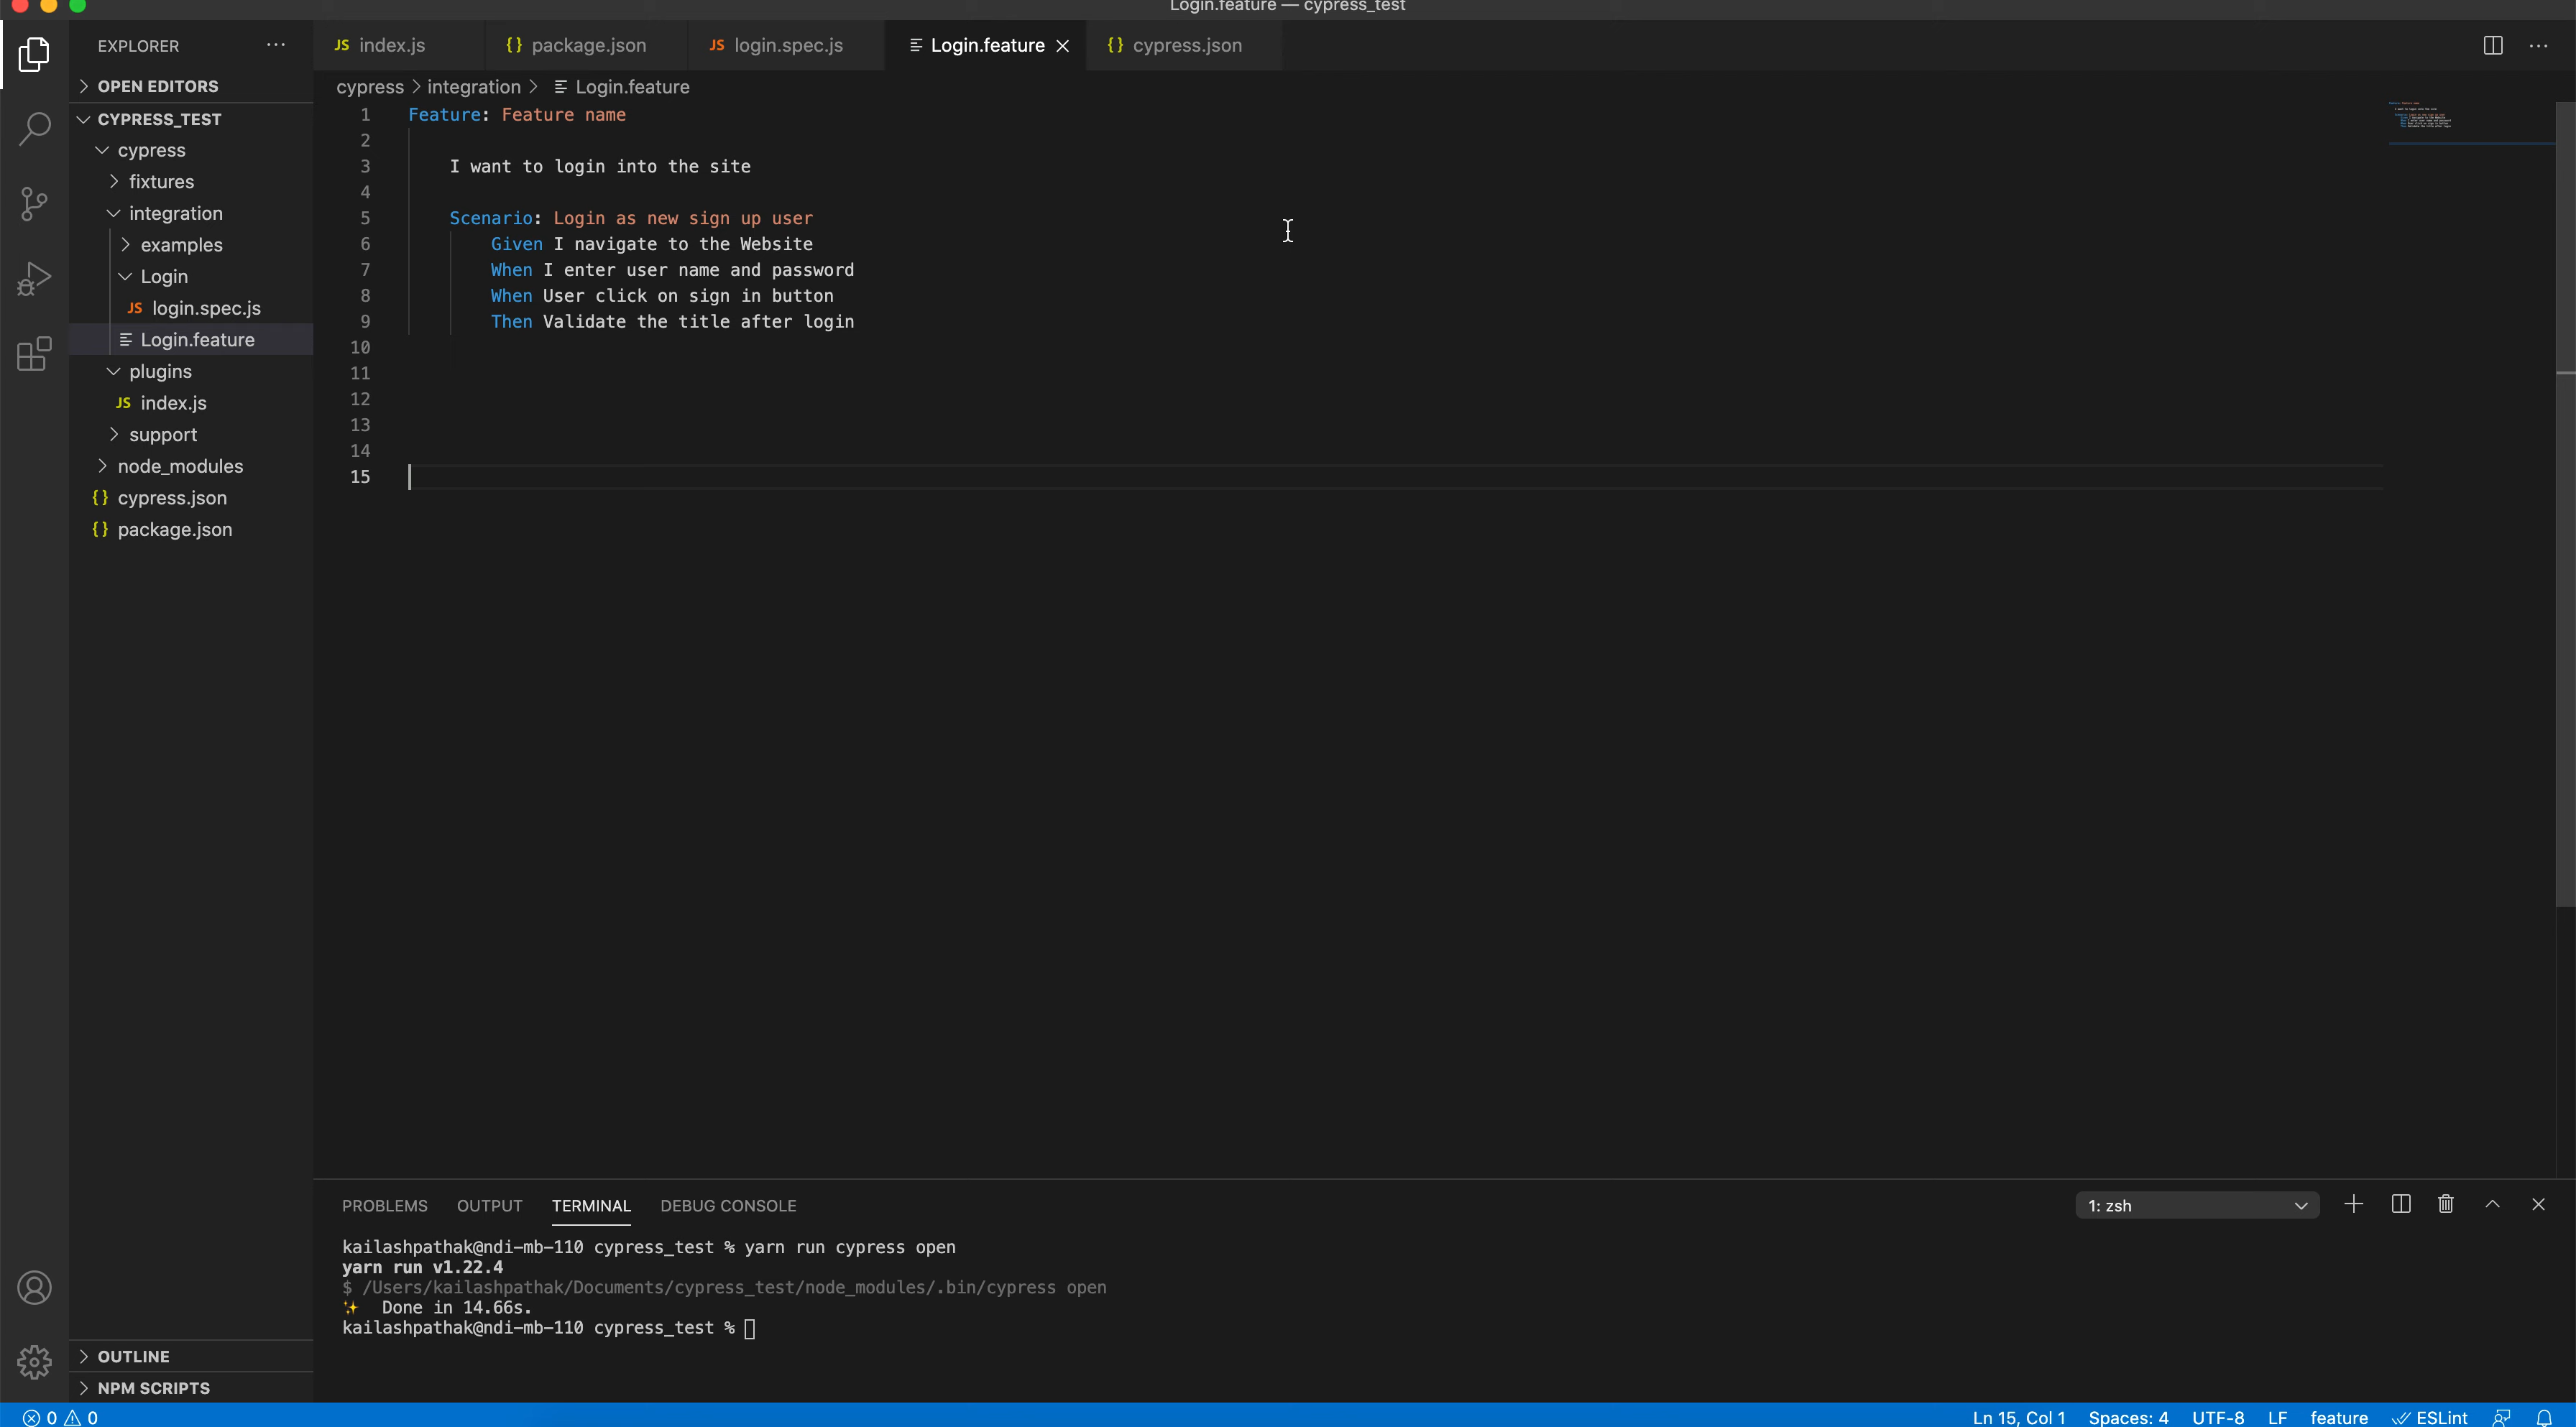 Login.feature — cypress_test
EXPLORER
OPEN EDITORS
CYPRESS_TEST
cypress
fixtures
integration
examples
Login
JS login.spec.js
Login.feature
plugins
JS index.js
support
node_modules
{} cypress.json
{} package.json
OUTLINE
NPM SCRIPTS
JS index.js
{} package.json
JS login.spec.js
Login.feature
{} cypress.json
cypress > integration > Login.feature
1 Feature: Feature name
2
3 I want to login into the site
4
5 Scenario: Login as new sign up user
6 Given I navigate to the Website
7 When I enter user name and password
8 When User click on sign in button
9 Then Validate the title after login
10
11
12
13
14
15
PROBLEMS OUTPUT TERMINAL DEBUG CONSOLE
1: zsh
kailashpathak@ndi-mb-110 cypress_test % yarn run cypress open
yarn run v1.22.4
$ /Users/kailashpathak/Documents/cypress_test/node_modules/.bin/cypress open
✨ Done in 14.66s.
kailashpathak@ndi-mb-110 cypress_test %
0 0
Ln 15, Col 1 Spaces: 4 UTF-8 LF feature ESLint